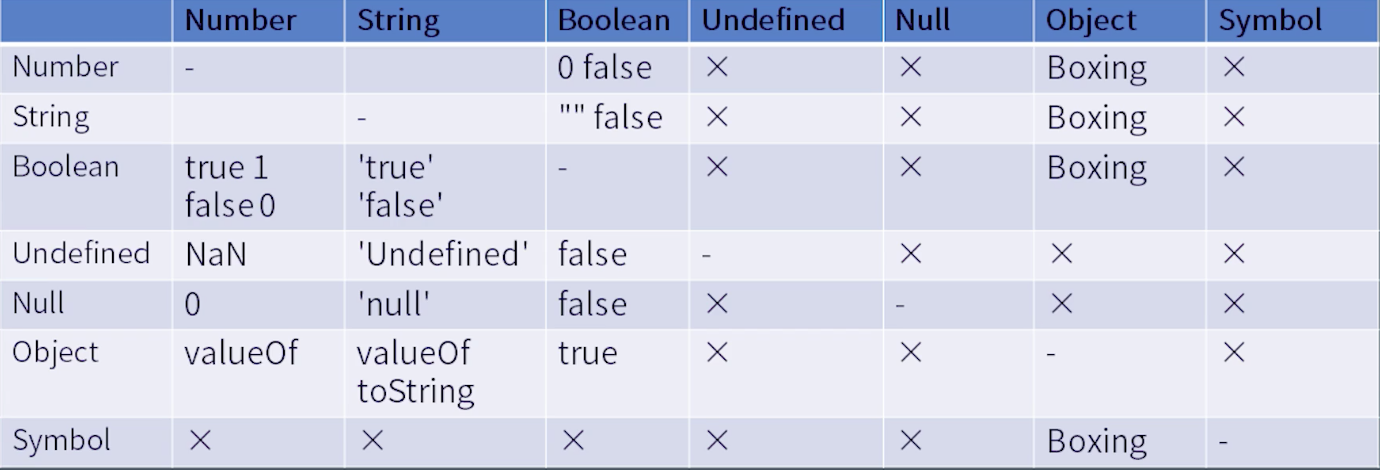 Number String Boolean Undefined Null Object Symbol
Number - 0 false × × Boxing ×
String - "" false × × Boxing ×
Boolean true 1 'true' - × × Boxing ×
false 0 'false'
Undefined NaN 'Undefined' false - × × ×
Null 0 'null' false × - × ×
Object valueOf valueOf true × × - ×
toString
Symbol × × × × × Boxing -